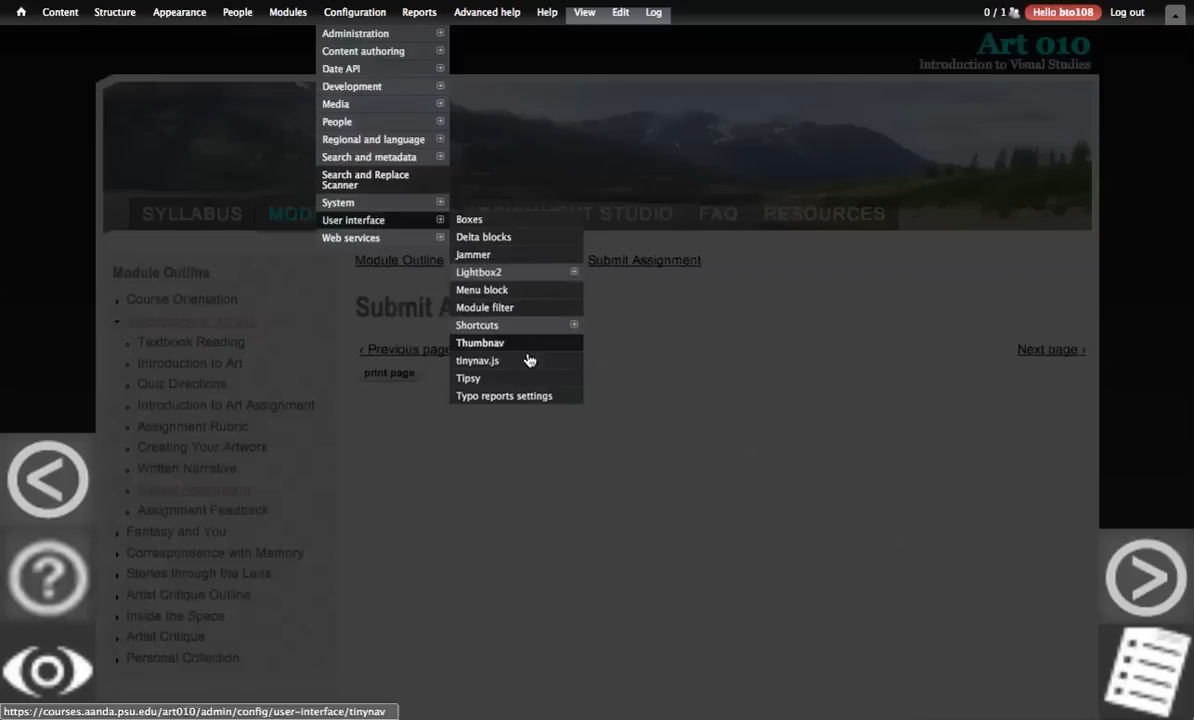 Content Structure Appearance People Modules Configuration Reports Advanced help Help View Edit Log 0 / 1 Hello bto108 Log out
Art 010
Introduction to Visual Studies
Administration
Content authoring
Date API
Development
Media
People
Regional and language
Search and metadata
Search and Replace
Scanner
System
User interface
Web services
Boxes
Delta blocks
Jammer
Lightbox2
Menu block
Module filter
Shortcuts
Thumbnav
tinynav.js
Tipsy
Typo reports settings
SYLLABUS MOD STUDIO FAQ RESOURCES
Module Outline Submit Assignment
Submit A
‹ Previous page Next page ›
print page
Module Outline
Course Orientation
Textbook Reading
Introduction to Art
Quiz Directions
Introduction to Art Assignment
Assignment Rubric
Creating Your Artwork
Written Narrative
Submit Assignment
Assignment Feedback
Fantasy and You
Correspondence with Memory
Stories through the Lens
Artist Critique Outline
Inside the Space
Artist Critique
Personal Collection
https://courses.aanda.psu.edu/art010/admin/config/user-interface/tinynav